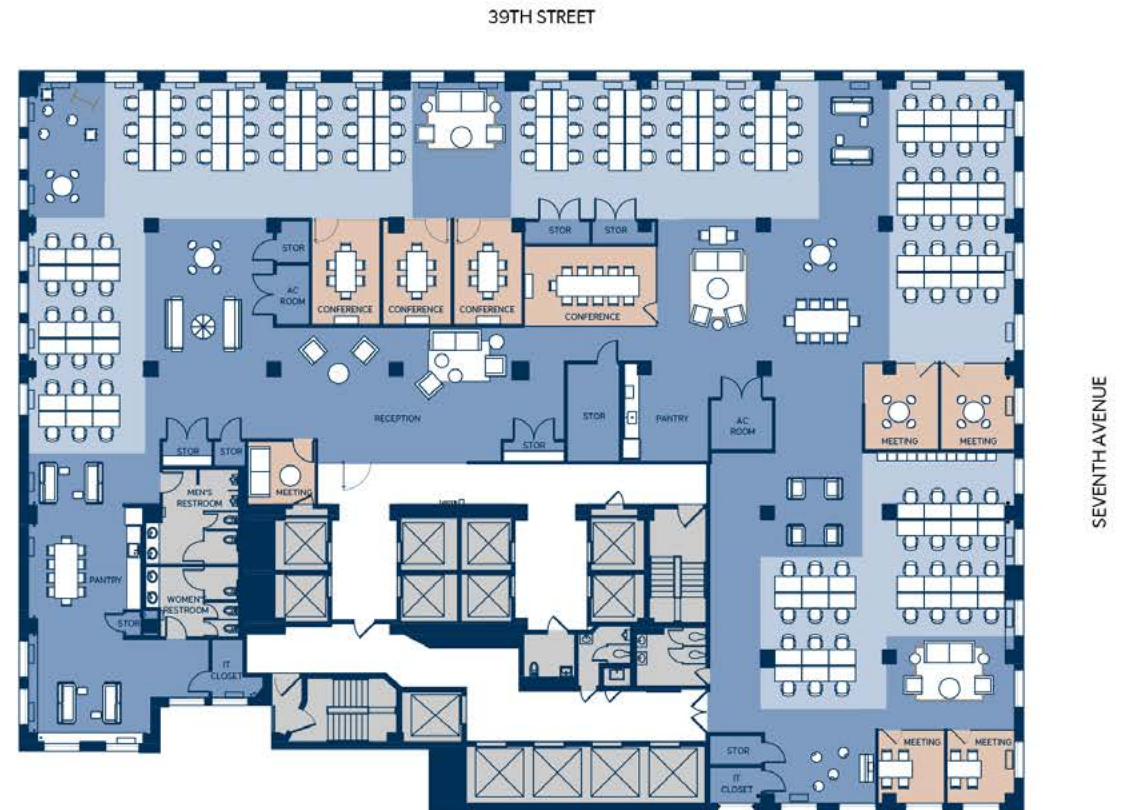 39TH STREET
SEVENTH AVENUE
STOR
AC
ROOM
CONFERENCE
CONFERENCE
CONFERENCE
STOR
STOR
CONFERENCE
RECEPTION
STOR
PANTRY
AC
ROOM
MEETING
MEETING
STOR
STOR
STOR
MEETING
MEN'S
RESTROOM
PANTRY
WOMEN'S
RESTROOM
STOR
IT
CLOSET
STOR
IT
CLOSET
MEETING
MEETING